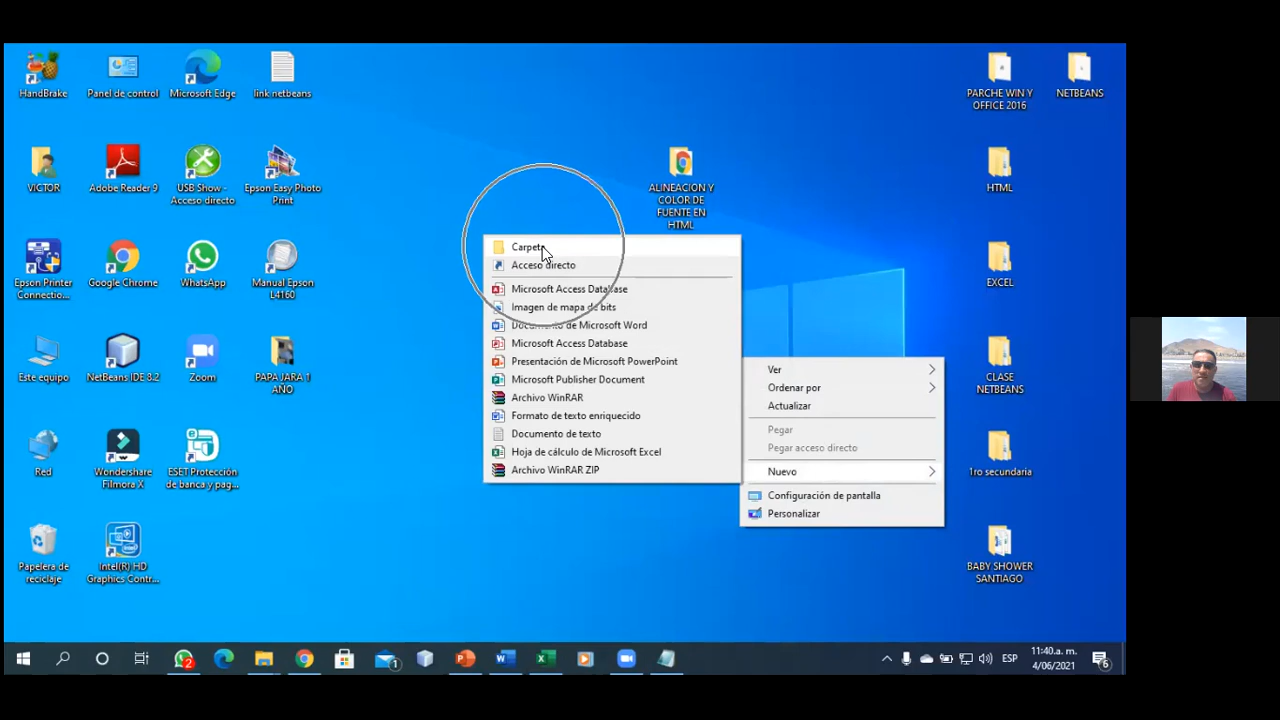 HandBrake
Panel de control
Microsoft Edge
link netbeans
VICTOR
Adobe Reader 9
USB Show -
Acceso directo
Epson Easy Photo
Print
Epson Printer
Connectio...
Google Chrome
WhatsApp
Manual Epson
L4160
Este equipo
NetBeans IDE 8.2
Zoom
PAPA JARA 1
AÑO
Red
Wondershare
Filmora X
ESET Protección
de banca y pag...
Papelera de
reciclaje
Intel(R) HD
Graphics Contr...
ALINEACION Y
COLOR DE
FUENTE EN
HTML
PARCHE WIN Y
OFFICE 2016
NETBEANS
HTML
EXCEL
CLASE
NETBEANS
1ro secundaria
BABY SHOWER
SANTIAGO
Carpeta
Acceso directo
Microsoft Access Database
Imagen de mapa de bits
Documento de Microsoft Word
Microsoft Access Database
Presentación de Microsoft PowerPoint
Microsoft Publisher Document
Archivo WinRAR
Formato de texto enriquecido
Documento de texto
Hoja de cálculo de Microsoft Excel
Archivo WinRAR ZIP
Ver
Ordenar por
Actualizar
Pegar
Pegar acceso directo
Nuevo
Configuración de pantalla
Personalizar
2
1
ESP
11:40 a. m.
4/06/2021
6